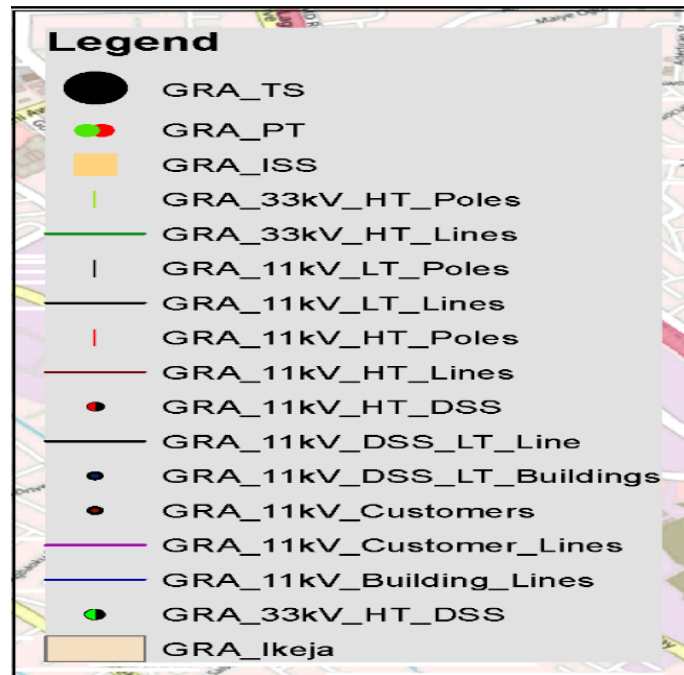 Legend
GRA_TS
GRA_PT
GRA_ISS
GRA_33kV_HT_Poles
GRA_33kV_HT_Lines
GRA_11kV_LT_Poles
GRA_11kV_LT_Lines
GRA_11kV_HT_Poles
GRA_11kV_HT_Lines
GRA_11kV_HT_DSS
GRA_11kV_DSS_LT_Line
GRA_11kV_DSS_LT_Buildings
GRA_11kV_Customers
GRA_11kV_Customer_Lines
GRA_11kV_Building_Lines
GRA_33kV_HT_DSS
GRA_Ikeja